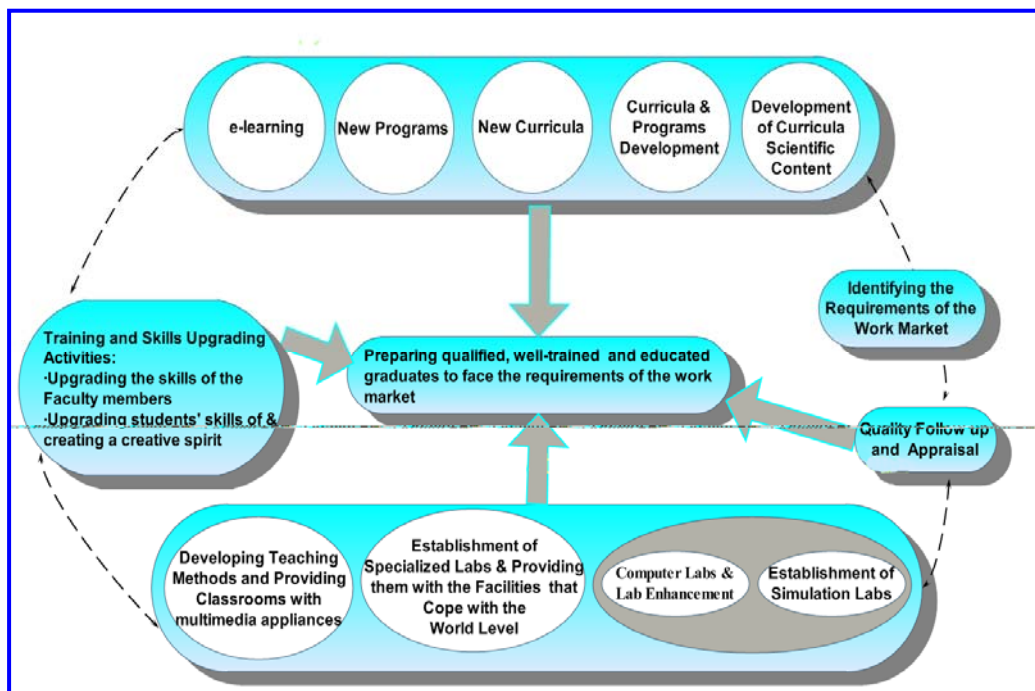 e-learning
New Programs
New Curricula
Curricula &
Programs
Development
Development
of Curricula
Scientific
Content
Identifying the
Requirements of the
Work Market
Training and Skills Upgrading
Activities:
·Upgrading the skills of the
Faculty members
·Upgrading students' skills of &
creating a creative spirit
Preparing qualified, well-trained and educated
graduates to face the requirements of the work
market
Quality Follow up
and Appraisal
Developing Teaching
Methods and Providing
Classrooms with
multimedia appliances
Establishment of
Specialized Labs & Providing
them with the Facilities that
Cope with the
World Level
Computer Labs &
Lab Enhancement
Establishment of
Simulation Labs